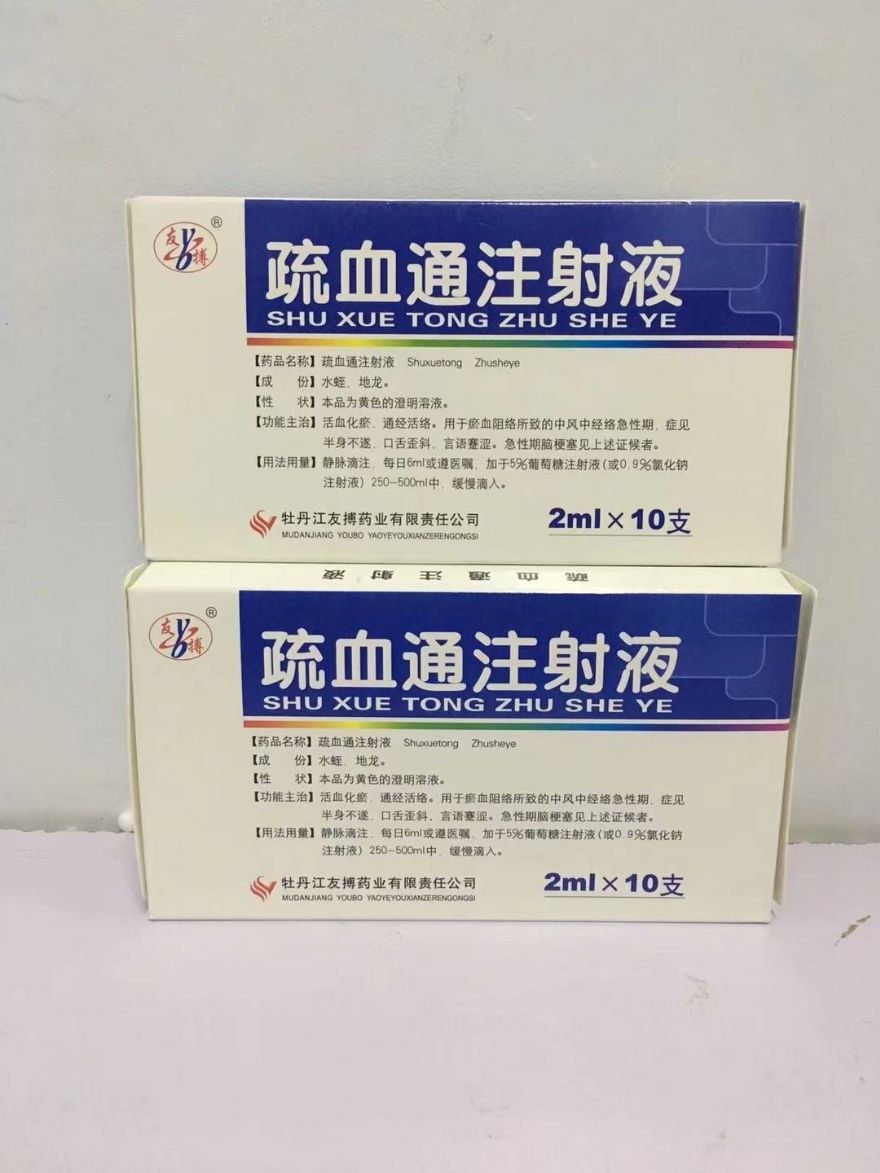 友搏
®
疏血通注射液
SHU XUE TONG ZHU SHE YE
【药品名称】疏血通注射液 Shuxuetong Zhusheye
【成 份】水蛭、地龙。
【性 状】本品为黄色的澄明溶液。
【功能主治】活血化瘀、通经活络。用于瘀血阻络所致的中风中经络急性期，症见
半身不遂、口舌歪斜、言语蹇涩。急性期脑梗塞见上述证候者。
【用法用量】静脉滴注，每日6ml或遵医嘱，加于5%葡萄糖注射液(或0.9%氯化钠
注射液) 250-500ml中，缓慢滴入。
牡丹江友搏药业有限责任公司
MUDANJIANG YOUBO YAOYEYOUXIANZERENGONGSI
2ml×10支
疏血通注射液
友搏
®
疏血通注射液
SHU XUE TONG ZHU SHE YE
【药品名称】疏血通注射液 Shuxuetong Zhusheye
【成 份】水蛭、地龙。
【性 状】本品为黄色的澄明溶液。
【功能主治】活血化瘀、通经活络。用于瘀血阻络所致的中风中经络急性期，症见
半身不遂、口舌歪斜、言语蹇涩。急性期脑梗塞见上述证候者。
【用法用量】静脉滴注，每日6ml或遵医嘱，加于5%葡萄糖注射液(或0.9%氯化钠
注射液) 250-500ml中，缓慢滴入。
牡丹江友搏药业有限责任公司
MUDANJIANG YOUBO YAOYEYOUXIANZERENGONGSI
2ml×10支